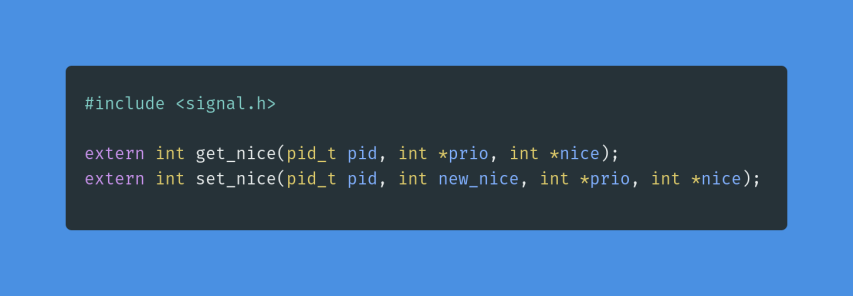 #include <signal.h>
extern int get_nice(pid_t pid, int *prio, int *nice);
extern int set_nice(pid_t pid, int new_nice, int *prio, int *nice);